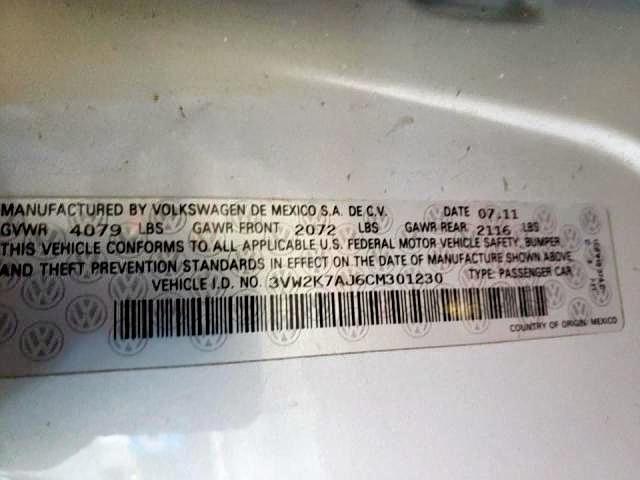 MANUFACTURED BY VOLKSWAGEN DE MEXICO S.A. DE C.V. DATE 07.11
GVWR 4079 LBS GAWR FRONT 2072 LBS GAWR REAR 2116 LBS
THIS VEHICLE CONFORMS TO ALL APPLICABLE U.S. FEDERAL MOTOR VEHICLE SAFETY, BUMPER
AND THEFT PREVENTION STANDARDS IN EFFECT ON THE DATE OF MANUFACTURE SHOWN ABOVE.
VEHICLE I.D. NO. 3VW2K7AJ6CM301230 TYPE: PASSENGER CAR
COUNTRY OF ORIGIN: MEXICO